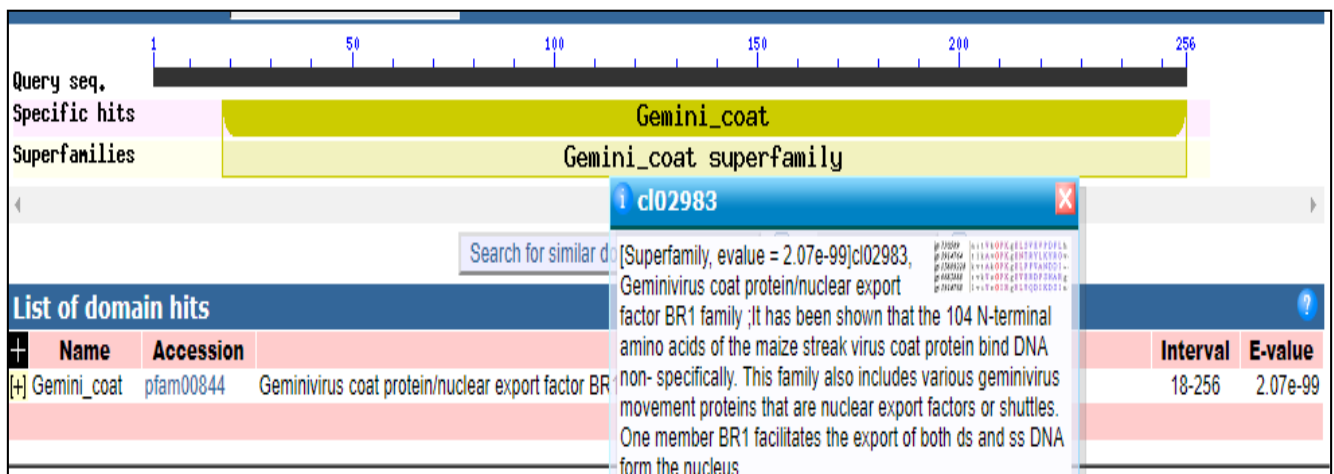 1 50 100 150 200 256
Query seq.
Specific hits Gemini_coat
Superfamilies Gemini_coat superfamily
cl02983
Search for similar do
[Superfamily, evalue = 2.07e-99]cl02983,
Geminivirus coat protein/nuclear export
factor BR1 family ;It has been shown that the 104 N-terminal
amino acids of the maize streak virus coat protein bind DNA
non- specifically. This family also includes various geminivirus
movement proteins that are nuclear export factors or shuttles.
One member BR1 facilitates the export of both ds and ss DNA
form the nucleus
List of domain hits ?
+ Name Accession Interval E-value
[+] Gemini_coat pfam00844 Geminivirus coat protein/nuclear export factor BR 18-256 2.07e-99